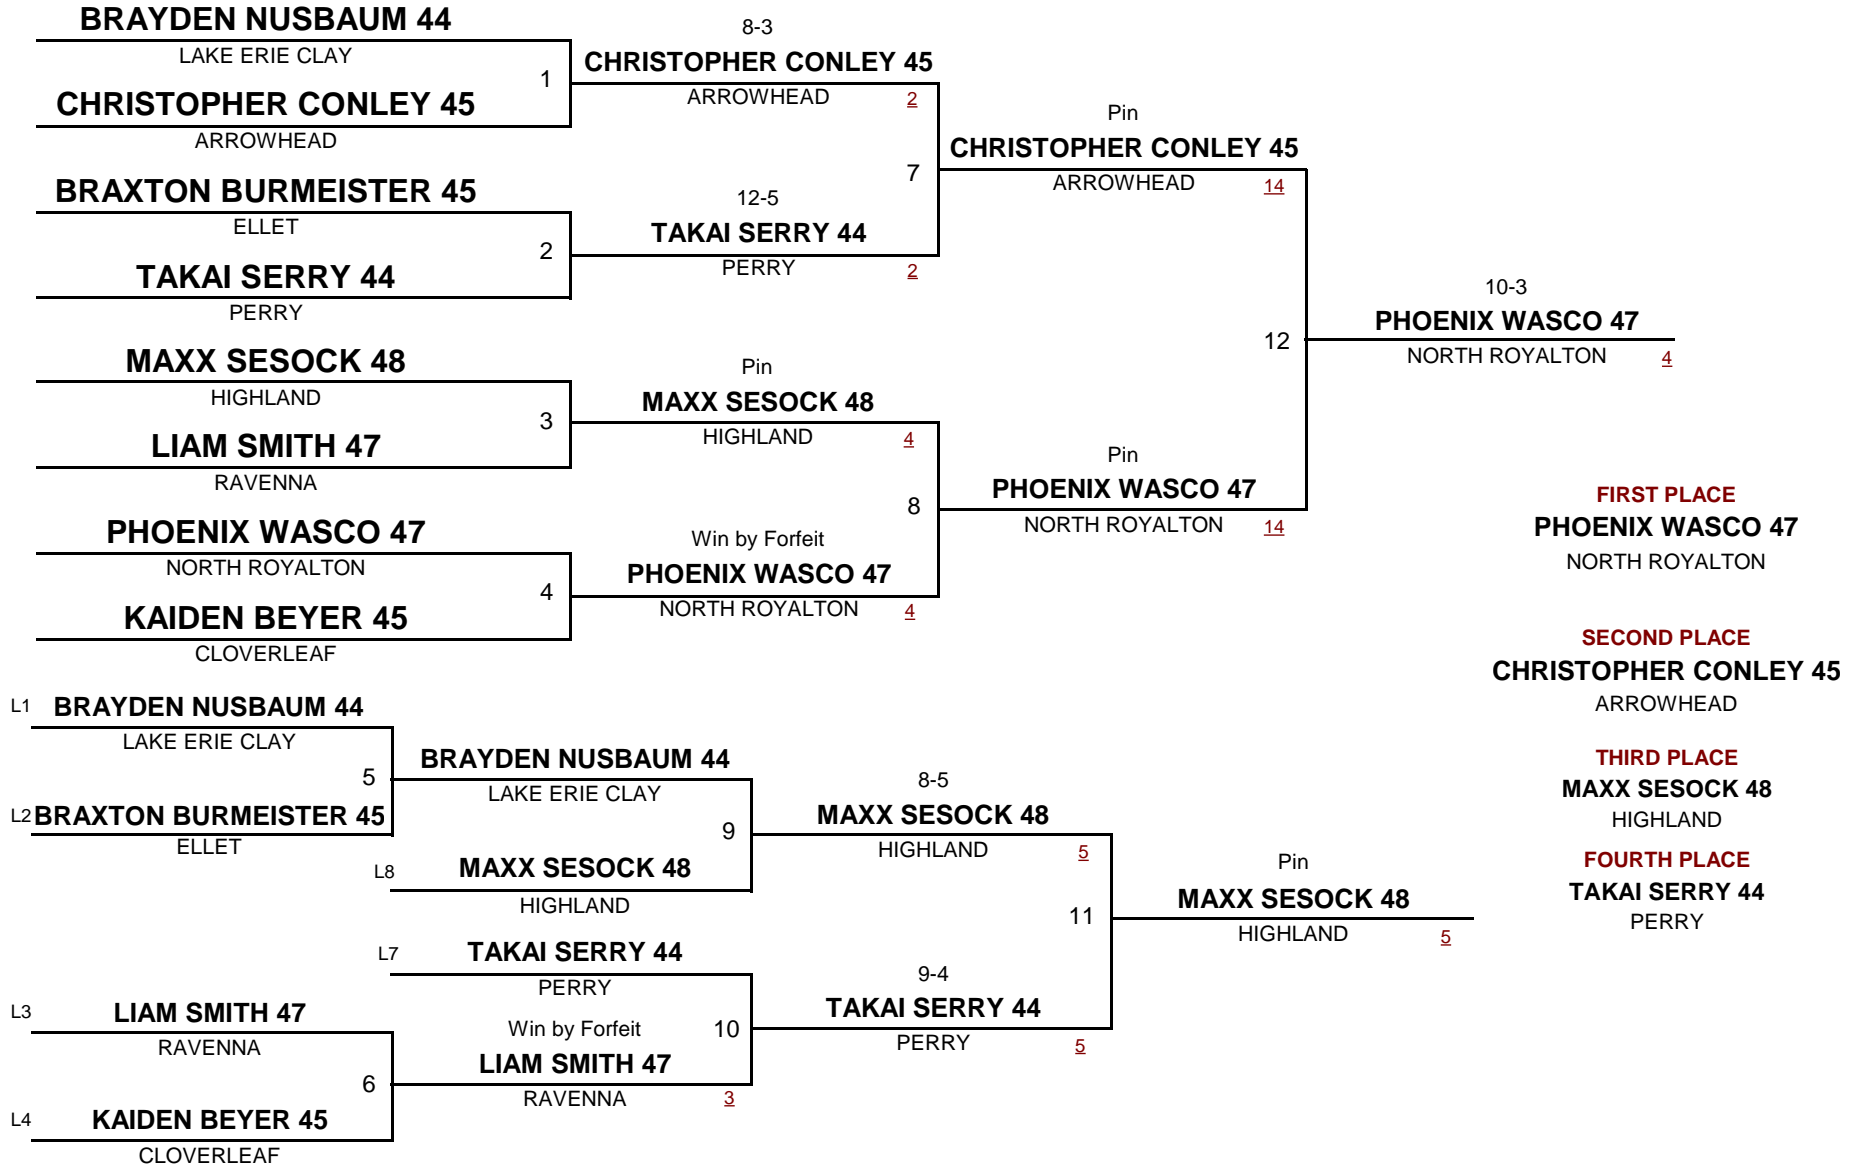 BRAYDEN NUSBAUM 44
LAKE ERIE CLAY
1
CHRISTOPHER CONLEY 45
ARROWHEAD
BRAXTON BURMEISTER 45
ELLET
2
TAKAI SERRY 44
PERRY
MAXX SESOCK 48
HIGHLAND
3
LIAM SMITH 47
RAVENNA
PHOENIX WASCO 47
NORTH ROYALTON
4
KAIDEN BEYER 45
CLOVERLEAF
8-3
CHRISTOPHER CONLEY 45
ARROWHEAD 2
7
12-5
TAKAI SERRY 44
PERRY 2
Pin
MAXX SESOCK 48
HIGHLAND 4
8
Win by Forfeit
PHOENIX WASCO 47
NORTH ROYALTON 4
Pin
CHRISTOPHER CONLEY 45
ARROWHEAD 14
12
Pin
PHOENIX WASCO 47
NORTH ROYALTON 14
10-3
PHOENIX WASCO 47
NORTH ROYALTON 4
L1 BRAYDEN NUSBAUM 44
LAKE ERIE CLAY
5
L2 BRAXTON BURMEISTER 45
ELLET
L3 LIAM SMITH 47
RAVENNA
6
L4 KAIDEN BEYER 45
CLOVERLEAF
BRAYDEN NUSBAUM 44
LAKE ERIE CLAY
9
L8 MAXX SESOCK 48
HIGHLAND
L7 TAKAI SERRY 44
PERRY
Win by Forfeit 10
LIAM SMITH 47
RAVENNA 3
8-5
MAXX SESOCK 48
HIGHLAND 5
11
9-4
TAKAI SERRY 44
PERRY 5
Pin
MAXX SESOCK 48
HIGHLAND 5
FIRST PLACE
PHOENIX WASCO 47
NORTH ROYALTON
SECOND PLACE
CHRISTOPHER CONLEY 45
ARROWHEAD
THIRD PLACE
MAXX SESOCK 48
HIGHLAND
FOURTH PLACE
TAKAI SERRY 44
PERRY